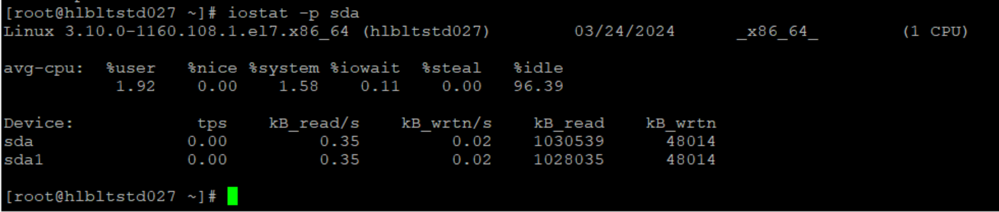 [root@hlbltstd027 ~]# iostat -p sda
Linux 3.10.0-1160.108.1.el7.x86_64 (hlbltstd027)        03/24/2024      _x86_64_        (1 CPU)
avg-cpu:  %user   %nice %system %iowait  %steal   %idle
           1.92    0.00    1.58    0.11    0.00   96.39
Device:            tps    kB_read/s    kB_wrtn/s    kB_read    kB_wrtn
sda               0.00         0.35         0.02    1030539      48014
sda1              0.00         0.35         0.02    1028035      48014
[root@hlbltstd027 ~]#